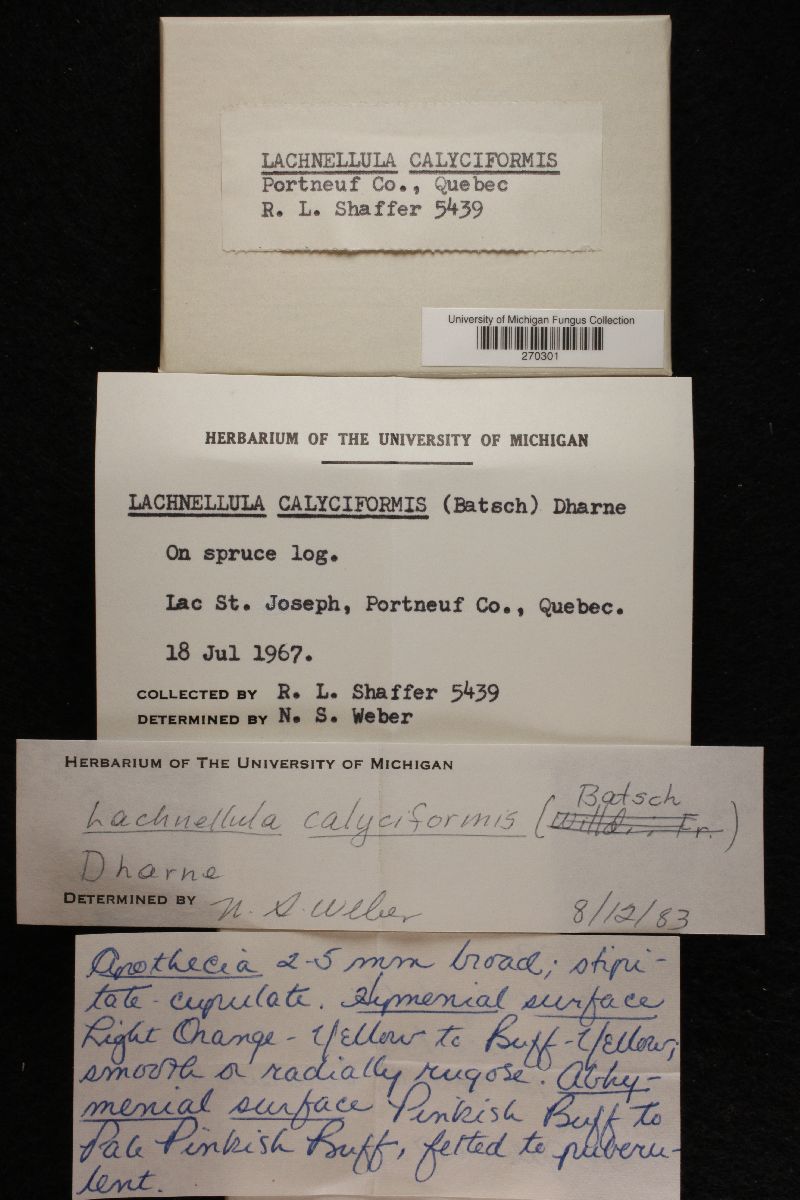 LACHNELLULA CALYCIFORMIS
Portneuf Co., Quebec
R. L. Shaffer 5439
University of Michigan Fungus Collection
270301
HERBARIUM OF THE UNIVERSITY OF MICHIGAN
LACHNELLULA CALYCIFORMIS (Batsch) Dharne
On spruce log.
Lac St. Joseph, Portneuf Co., Quebec.
18 Jul 1967.
COLLECTED BY R. L. Shaffer 5439
DETERMINED BY N. S. Weber
HERBARIUM OF THE UNIVERSITY OF MICHIGAN
Batsch
Lachnellula calyciformis (Willd.: Fr.)
Dharne
DETERMINED BY N. S. Weber 8/12/83
Apothecia 2-5 mm broad; stipi-
tate-cupulate. Hymenial surface
Light Orange-Yellow to Buff-Yellow;
smooth or radially rugose. Abhy-
menial surface Pinkish Buff to
Pale Pinkish Buff, felted to puberu-
lent.